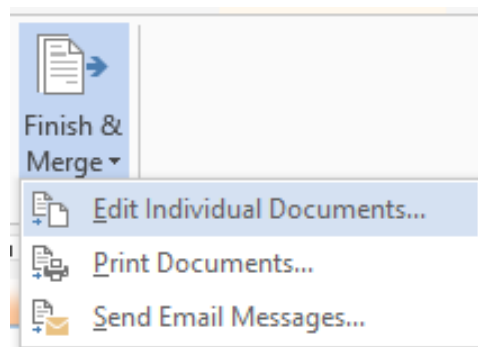 Finish &
Merge
Edit Individual Documents...
Print Documents...
Send Email Messages...